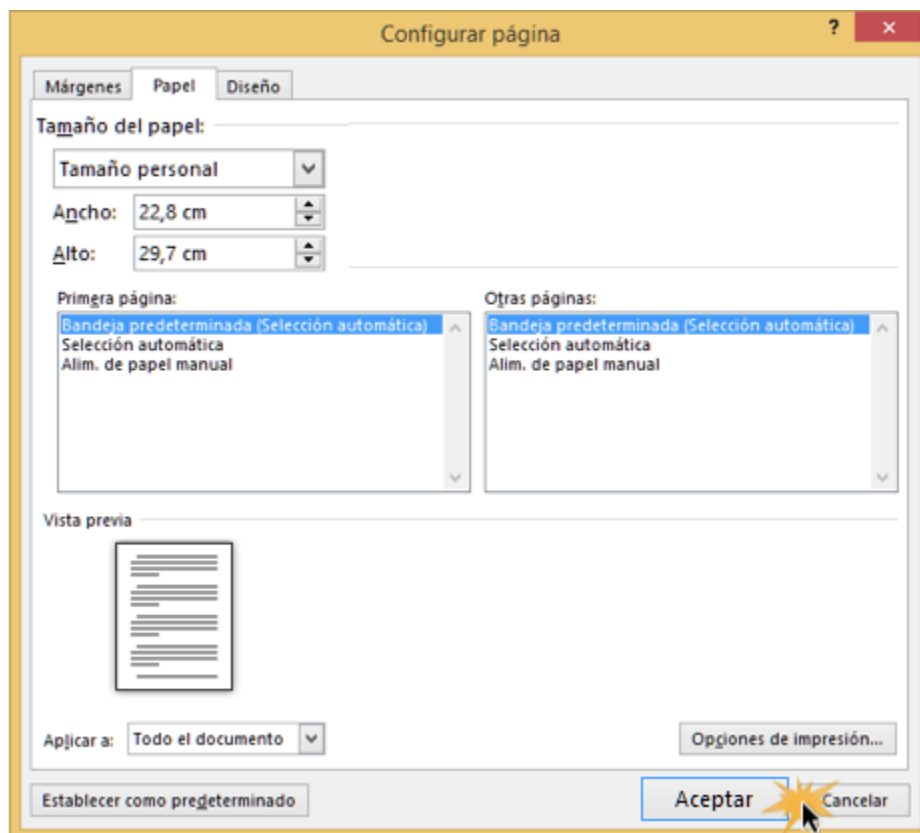 Configurar página
?
Márgenes Papel Diseño
Tamaño del papel:
Tamaño personal
Ancho: 22,8 cm
Alto: 29,7 cm
Primera página: Otras páginas:
Bandeja predeterminada (Selección automática) Bandeja predeterminada (Selección automática)
Selección automática Selección automática
Alim. de papel manual Alim. de papel manual
Vista previa
Aplicar a: Todo el documento Opciones de impresión...
Establecer como predeterminado Aceptar Cancelar